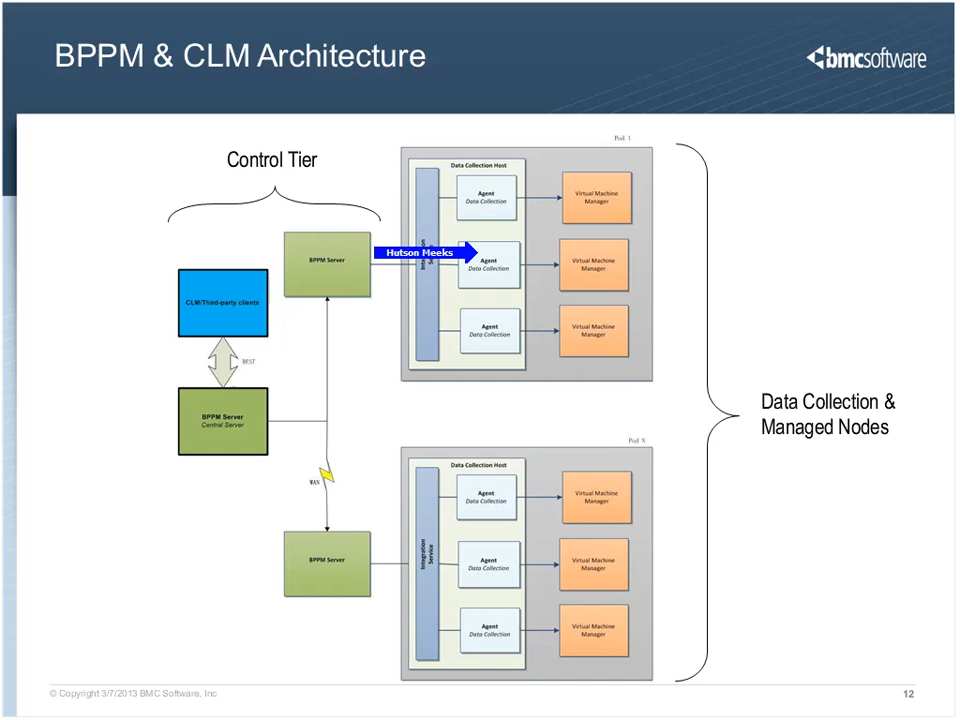 BPPM & CLM Architecture
bmcsoftware
Control Tier
Pod 1
Data Collection Host
Agent
Data Collection
Virtual Machine
Manager
BPPM Server
Hutson Meeks
Agent
Data Collection
Virtual Machine
Manager
CLM/Third-party clients
Agent
Data Collection
Virtual Machine
Manager
REST
BPPM Server
Central Server
Data Collection &
Managed Nodes
Pod N
Data Collection Host
WAN
Agent
Data Collection
Virtual Machine
Manager
BPPM Server
Integration
Service
Agent
Data Collection
Virtual Machine
Manager
Agent
Data Collection
Virtual Machine
Manager
© Copyright 3/7/2013 BMC Software, Inc
12